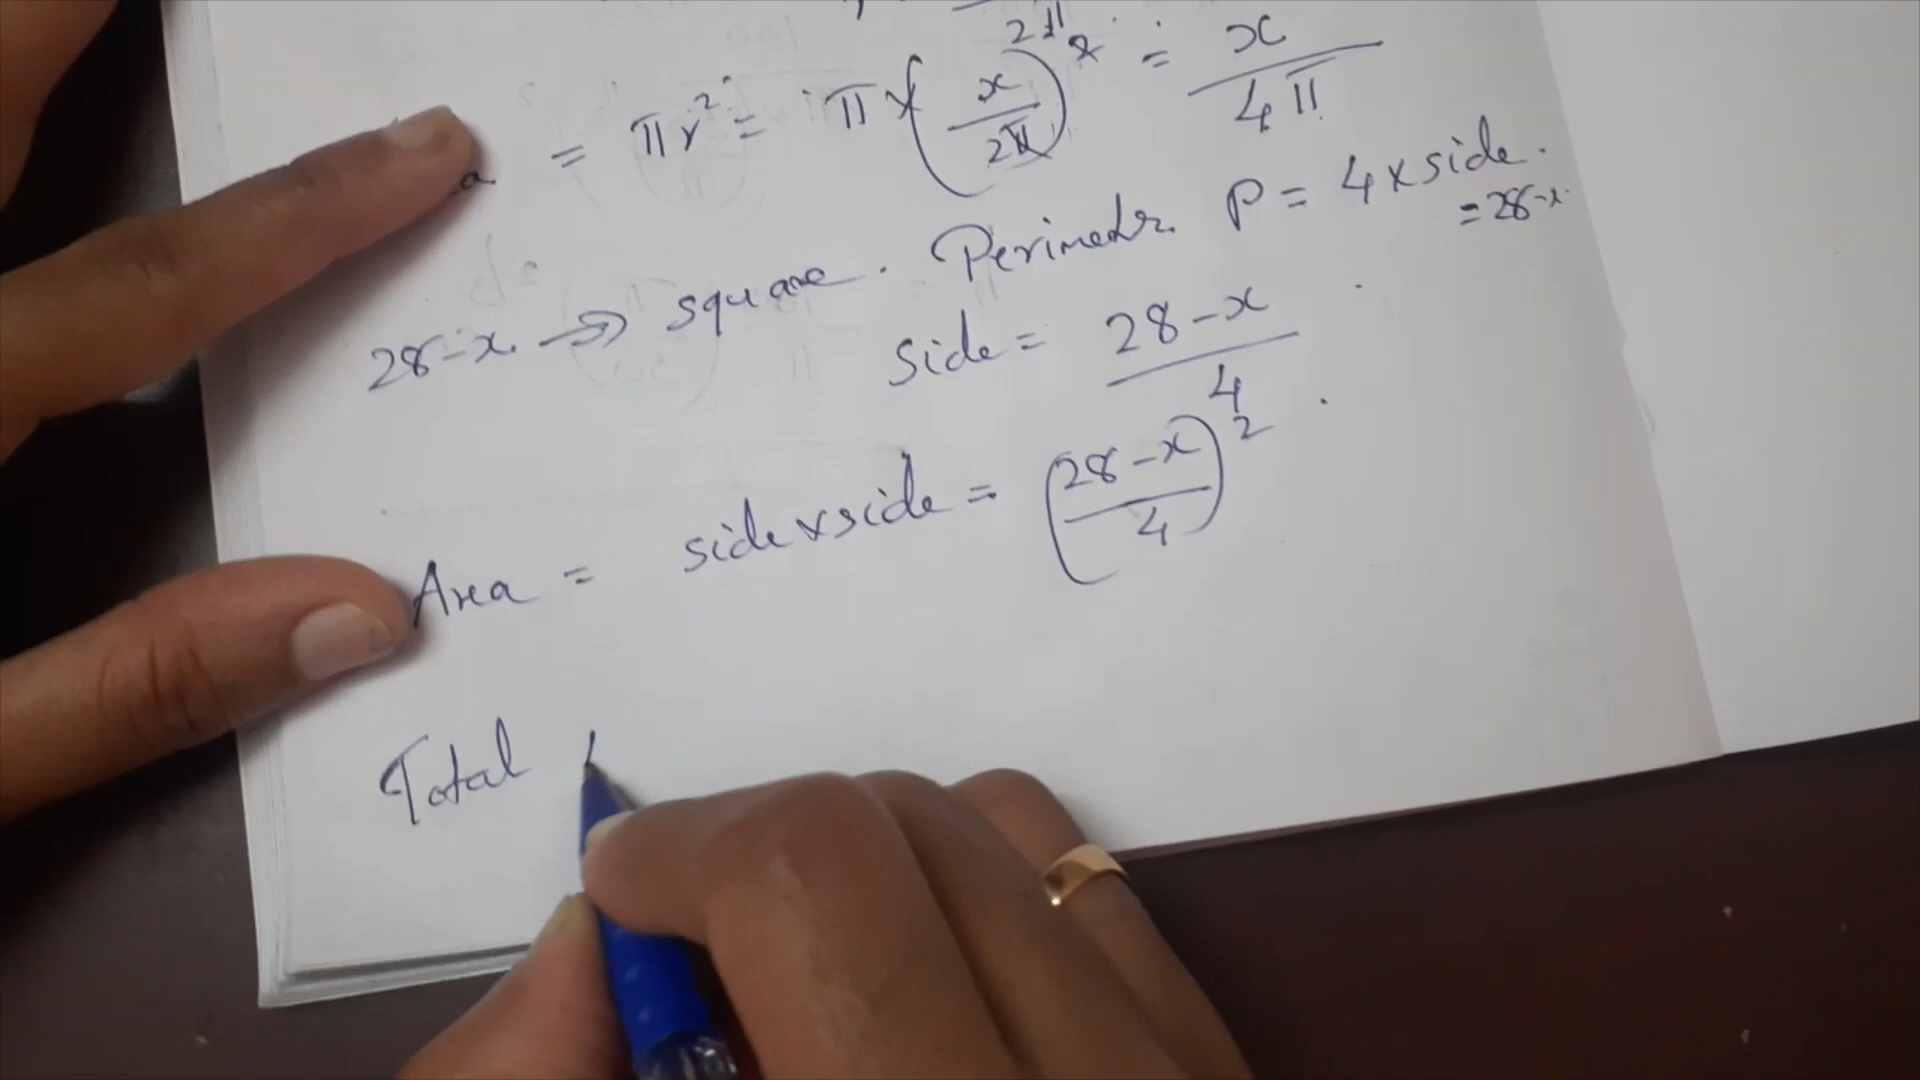 2π
a = πr² = π × (x/2π)² = x/4π
28-x → square. Perimeter P = 4 x side.
= 28-x
side = 28-x/4
Area = side x side = (28-x/4)²
Total